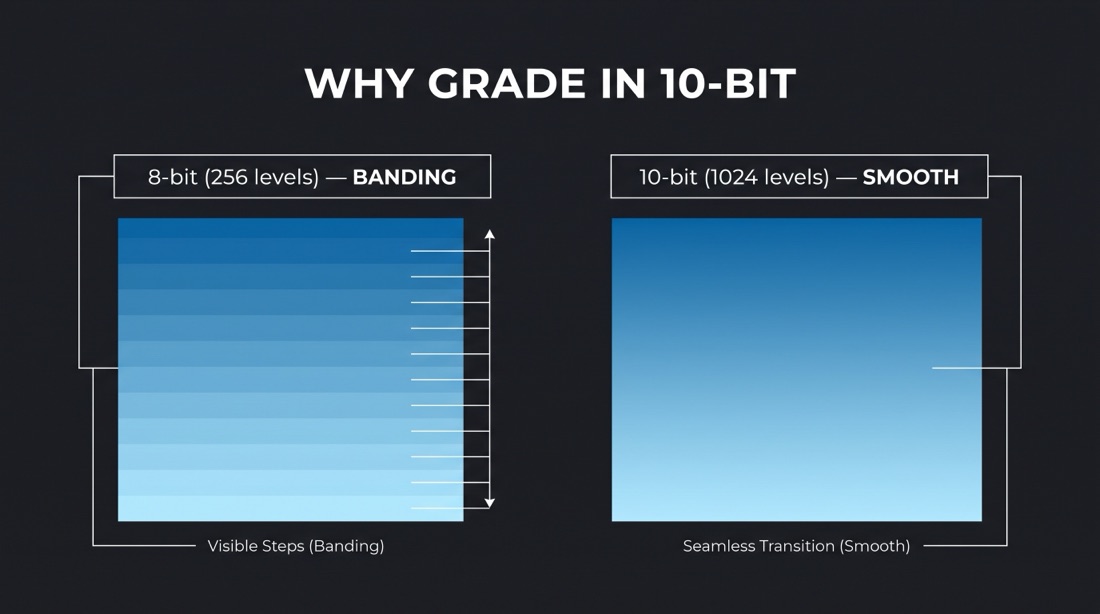 WHY GRADE IN 10-BIT
8-bit (256 levels) — BANDING
10-bit (1024 levels) — SMOOTH
Visible Steps (Banding)
Seamless Transition (Smooth)